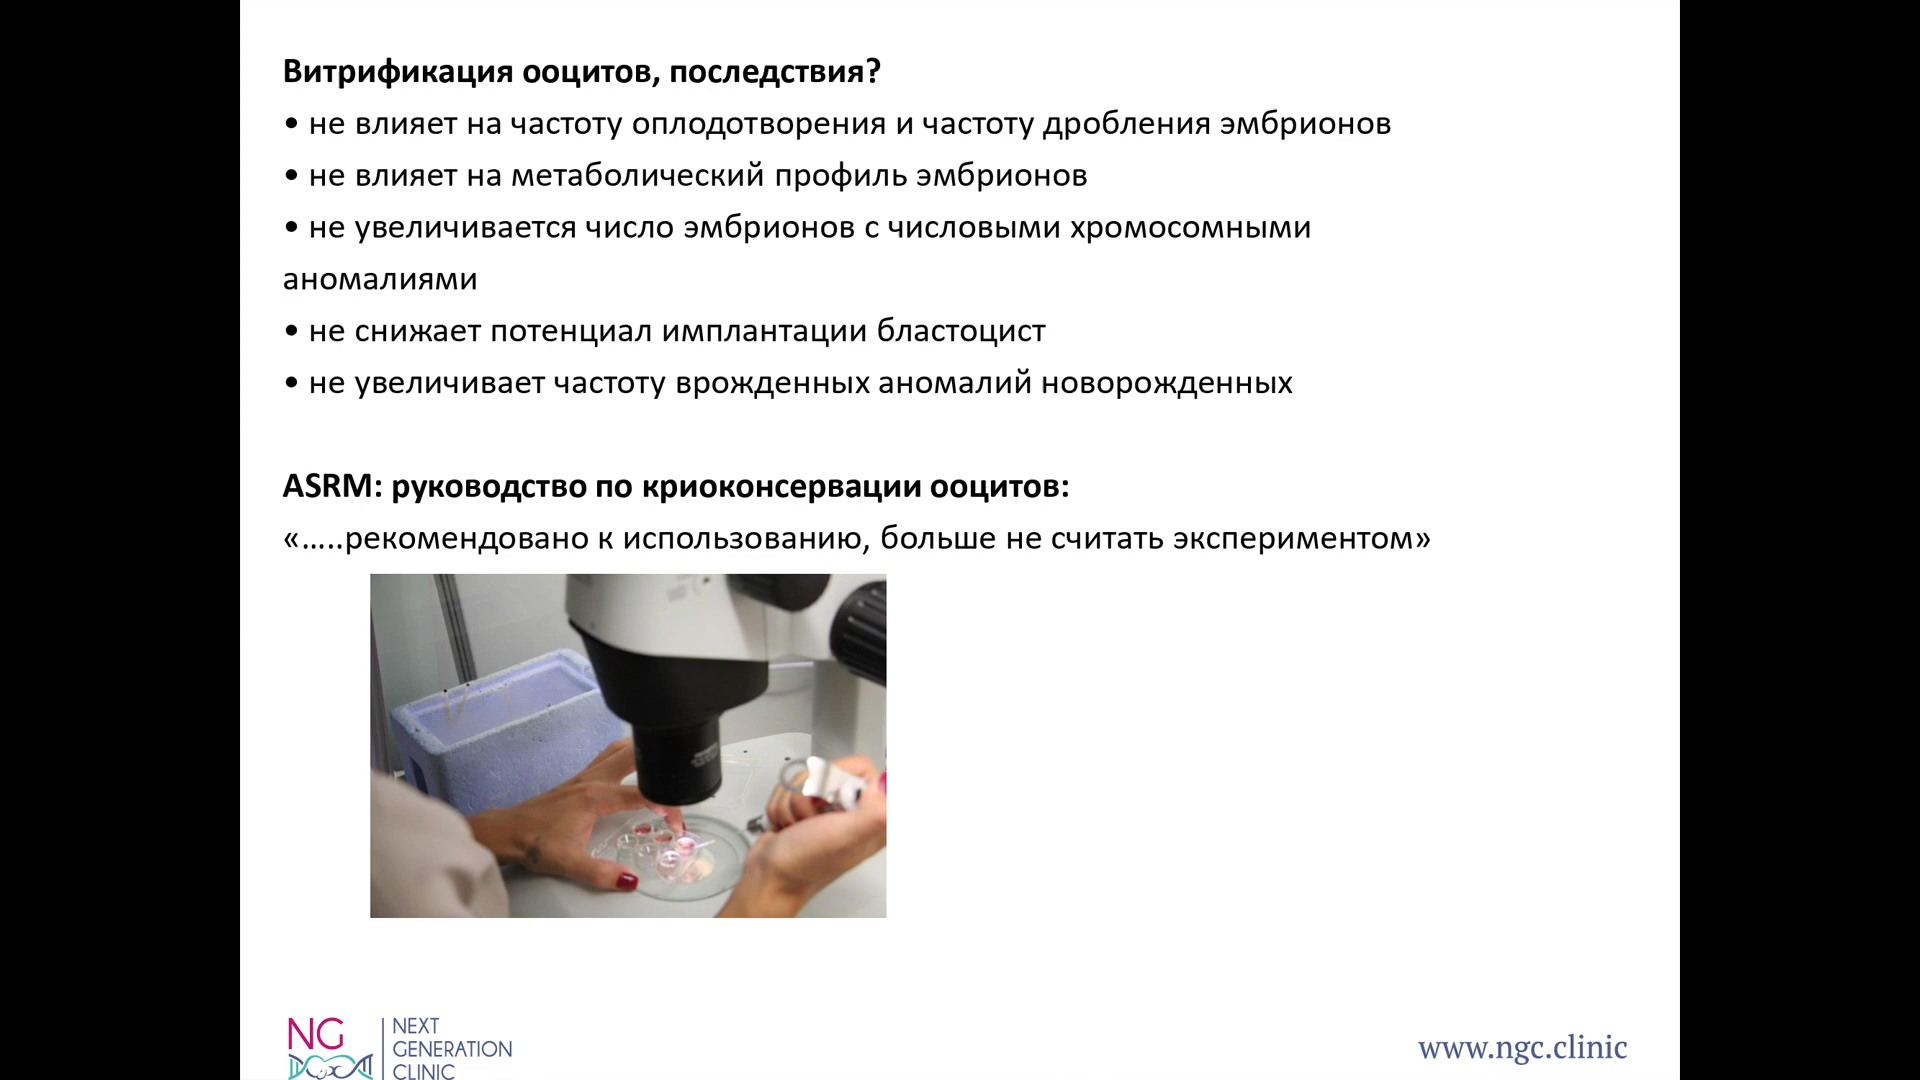 Витрификация ооцитов, последствия?
• не влияет на частоту оплодотворения и частоту дробления эмбрионов
• не влияет на метаболический профиль эмбрионов
• не увеличивается число эмбрионов с числовыми хромосомными
аномалиями
• не снижает потенциал имплантации бластоцист
• не увеличивает частоту врожденных аномалий новорожденных
ASRM: руководство по криоконсервации ооцитов:
«…..рекомендовано к использованию, больше не считать экспериментом»
NG
NEXT
GENERATION
CLINIC
www.ngc.clinic